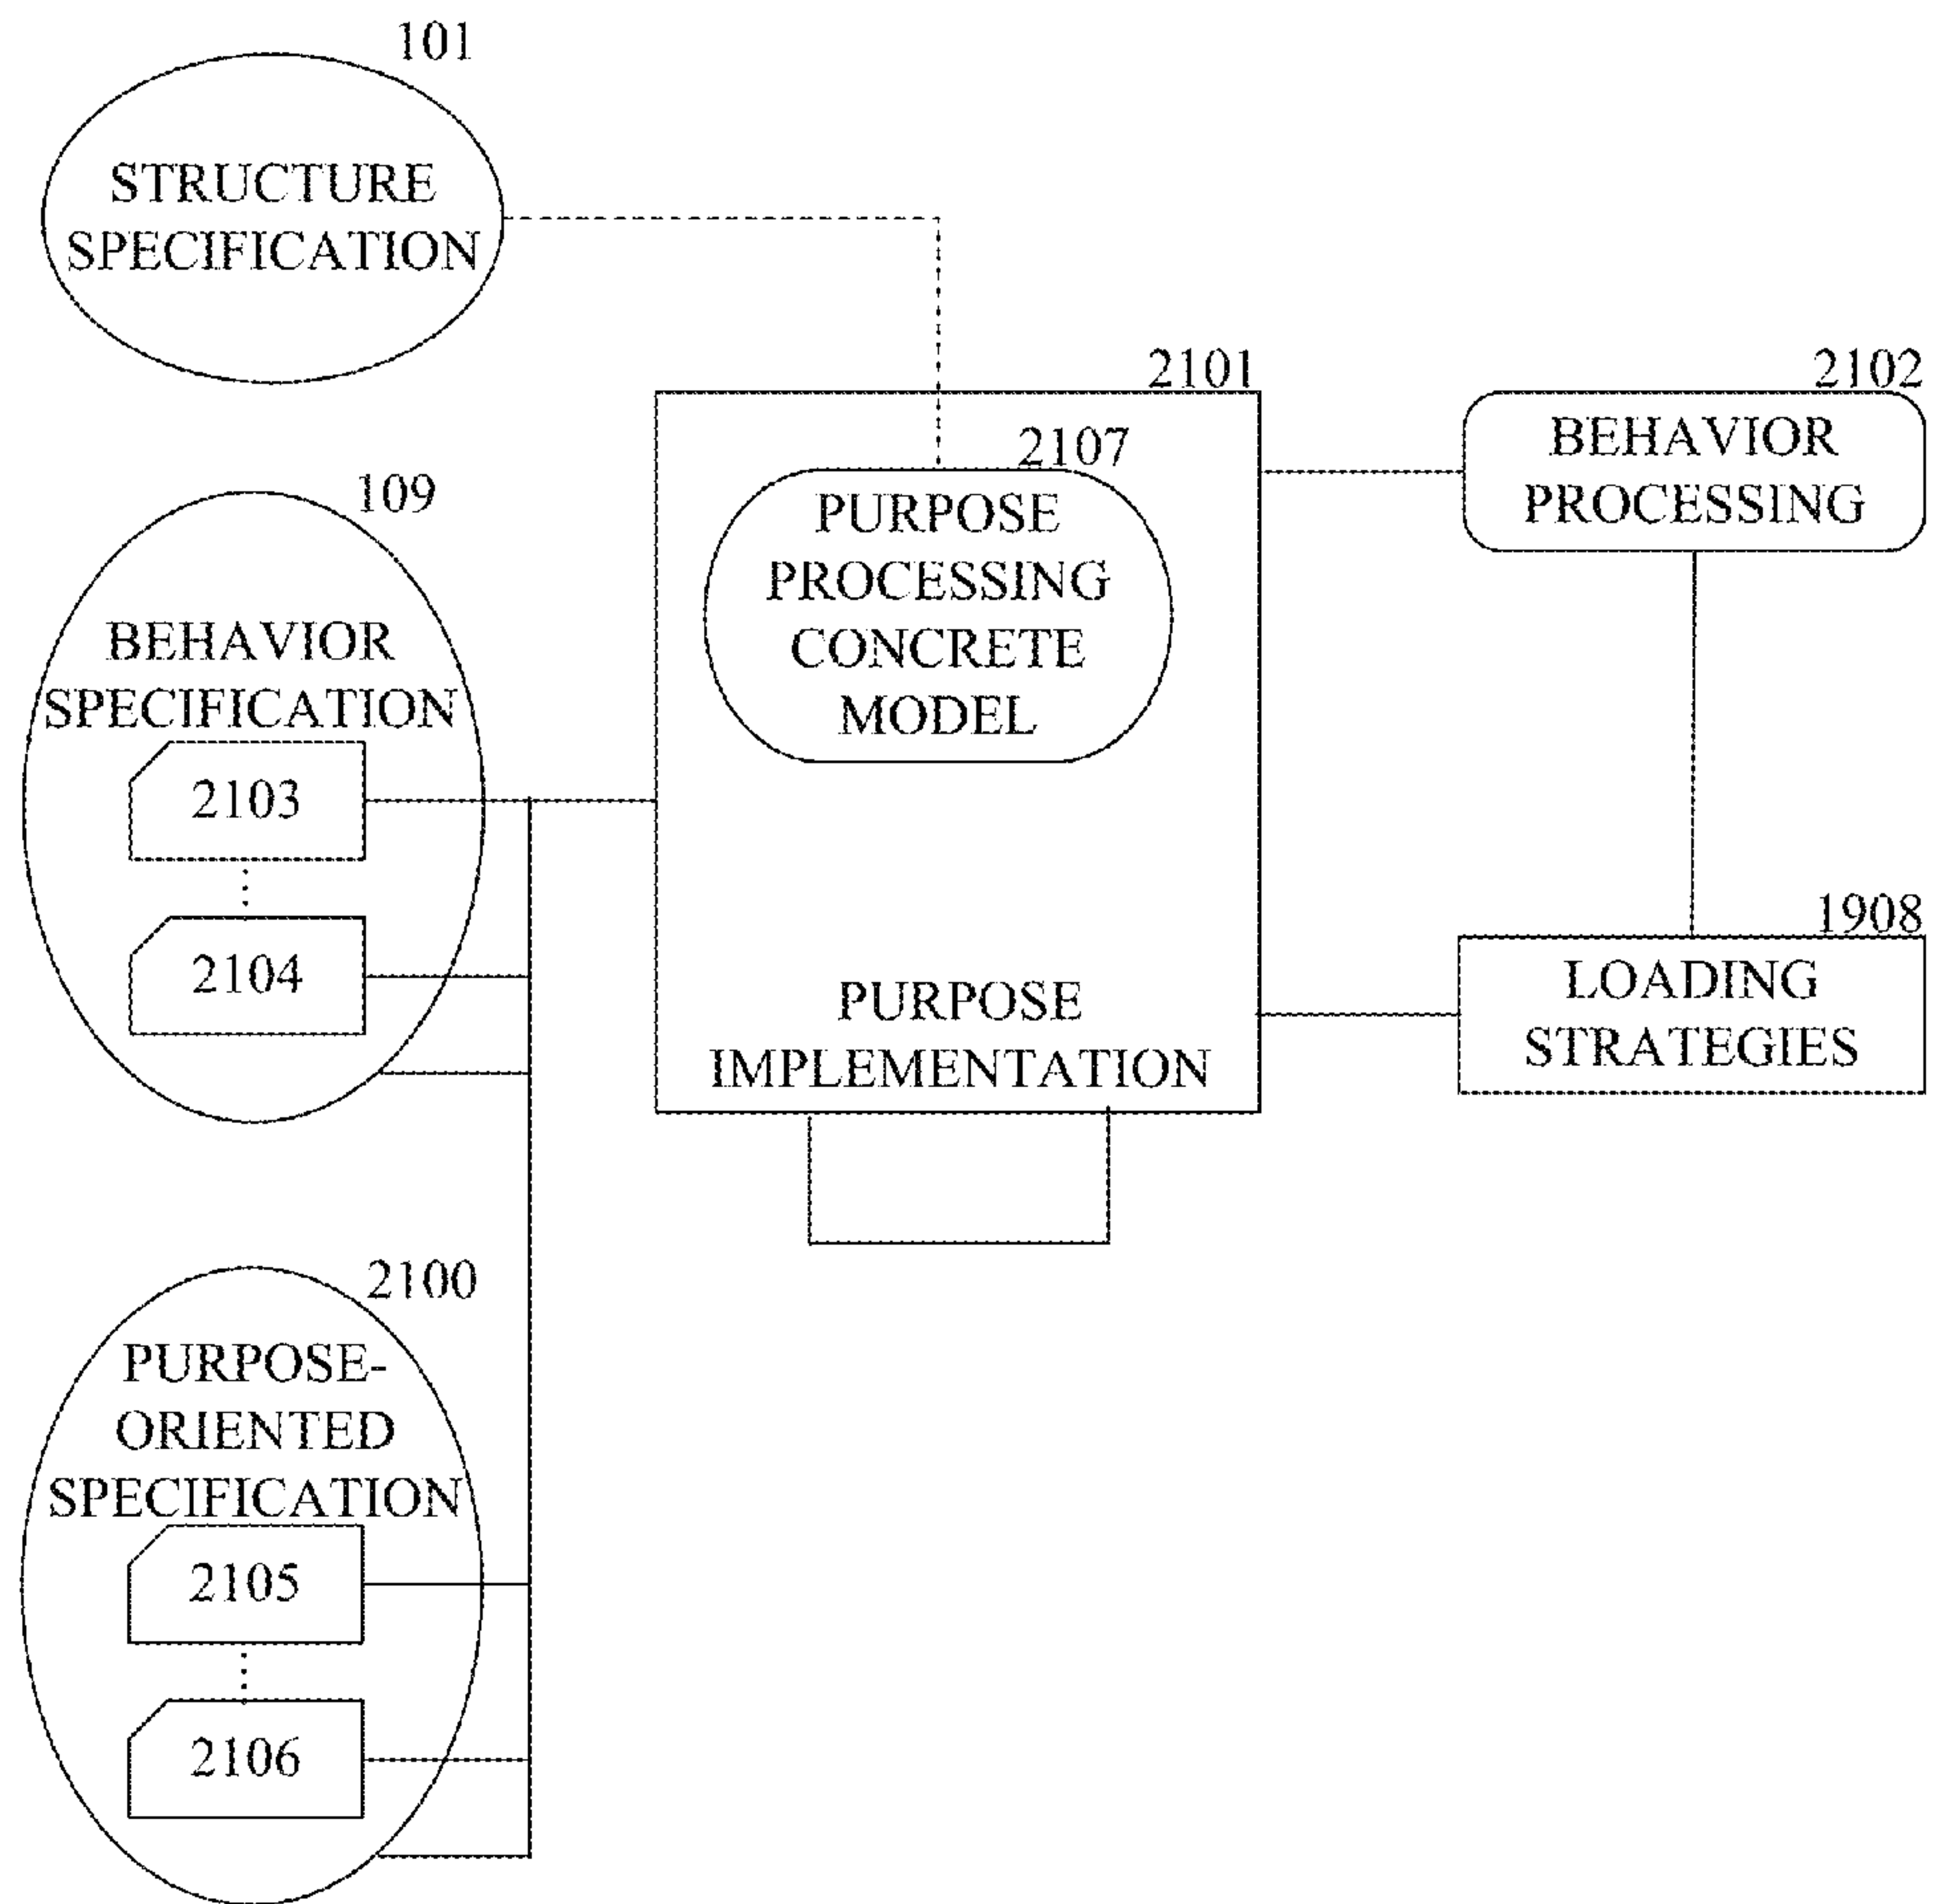 101
STRUCTURE
SPECIFICATION
2101
2102
2107
BEHAVIOR
PROCESSING
PURPOSE
PROCESSING
CONCRETE
MODEL
109
BEHAVIOR
SPECIFICATION
2103
2104
1908
LOADING
STRATEGIES
PURPOSE
IMPLEMENTATION
2100
PURPOSE-
ORIENTED
SPECIFICATION
2105
2106